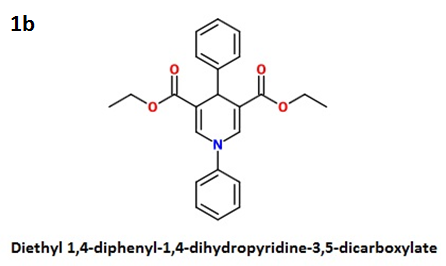 1b
O O
O O
N
Diethyl 1,4-diphenyl-1,4-dihydropyridine-3,5-dicarboxylate